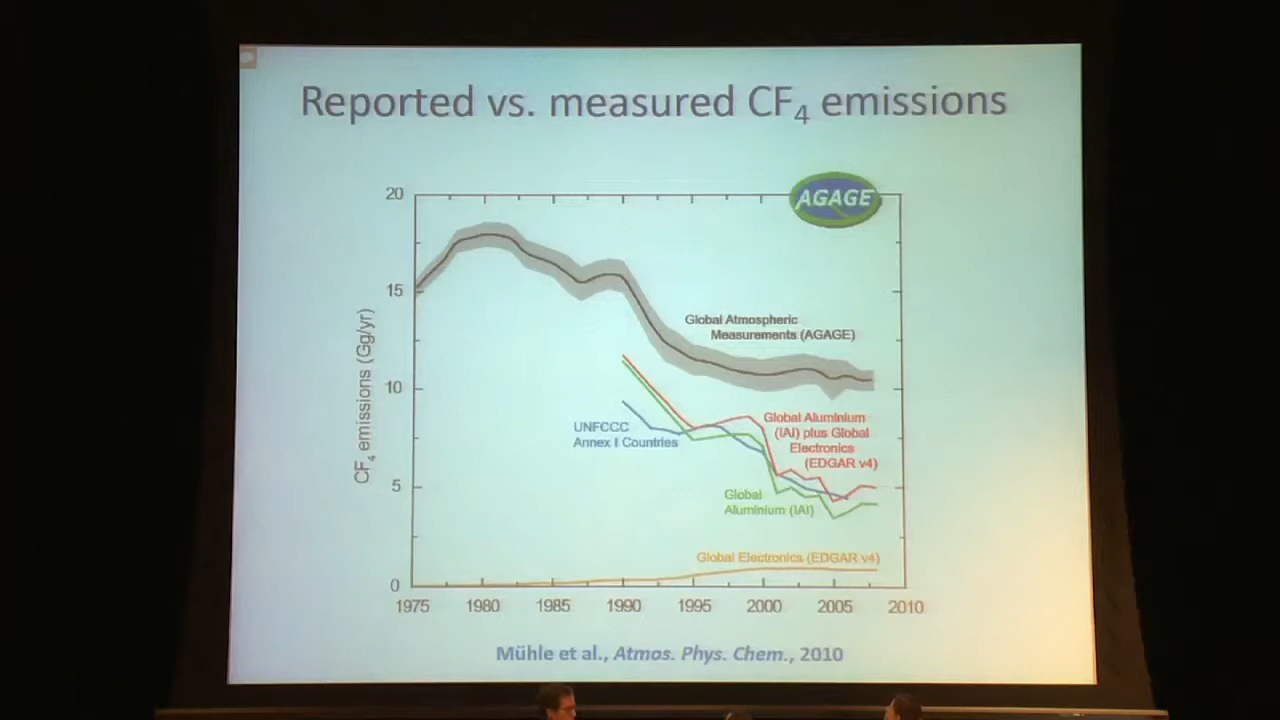 Reported vs. measured CF₄ emissions
AGAGE
20
15
10
5
0
CF₄ emissions (Gg/yr)
Global Atmospheric
Measurements (AGAGE)
UNFCCC
Annex I Countries
Global Aluminium
(IAI) plus Global
Electronics
(EDGAR v4)
Global
Aluminium (IAI)
Global Electronics (EDGAR v4)
1975 1980 1985 1990 1995 2000 2005 2010
Mühle et al., Atmos. Phys. Chem., 2010